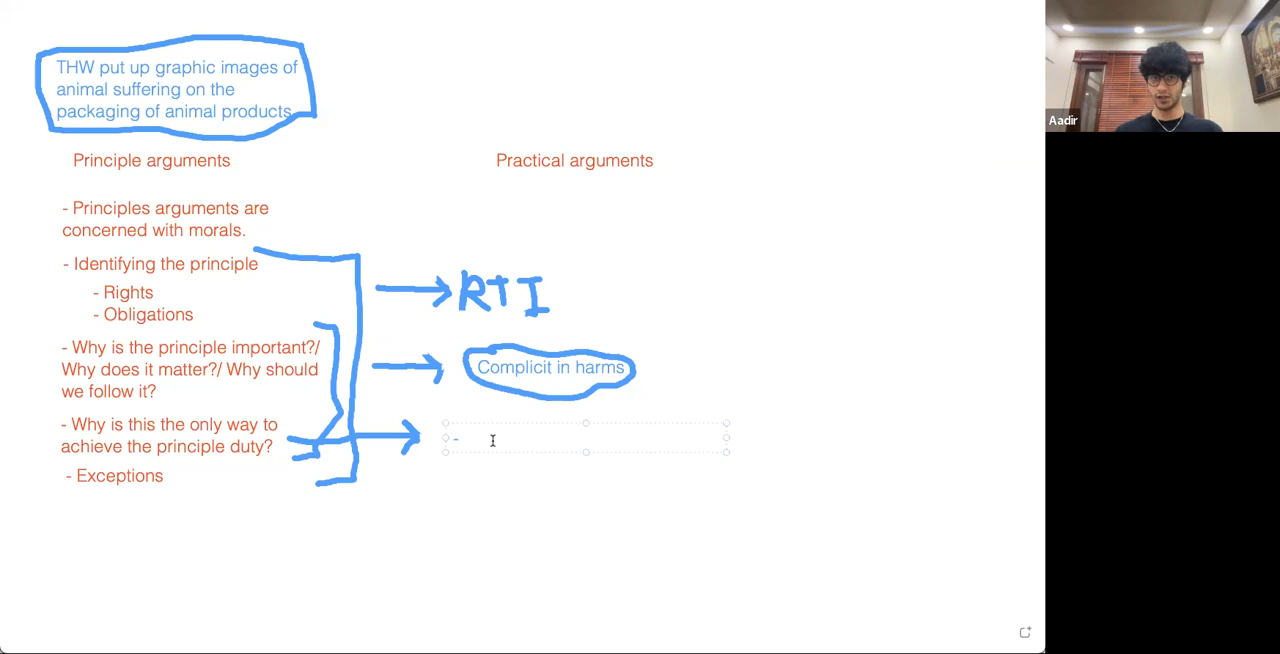 THW put up graphic images of
animal suffering on the
packaging of animal products
Aadir
Principle arguments
Practical arguments
- Principles arguments are
concerned with morals.
- Identifying the principle
- Rights
- Obligations
RTI
- Why is the principle important?/
Why does it matter?/ Why should
we follow it?
Complicit in harms
- Why is this the only way to
achieve the principle duty?
-
- Exceptions